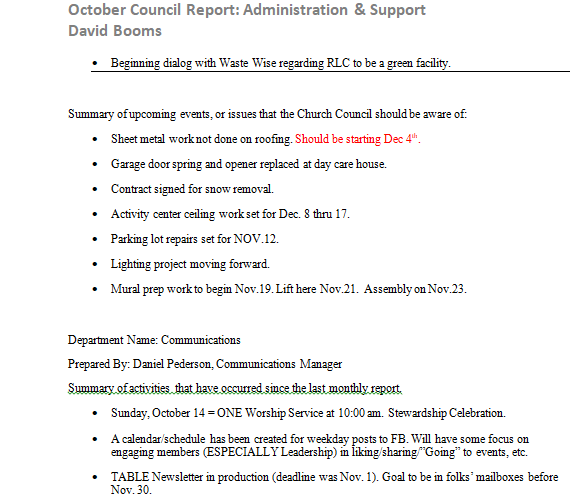 October Council Report: Administration & Support
David Booms
• Beginning dialog with Waste Wise regarding RLC to be a green facility.
Summary of upcoming events, or issues that the Church Council should be aware of:
• Sheet metal work not done on roofing. Should be starting Dec 4th.
• Garage door spring and opener replaced at day care house.
• Contract signed for snow removal.
• Activity center ceiling work set for Dec. 8 thru 17.
• Parking lot repairs set for NOV.12.
• Lighting project moving forward.
• Mural prep work to begin Nov.19. Lift here Nov.21. Assembly on Nov.23.
Department Name: Communications
Prepared By: Daniel Pederson, Communications Manager
Summary of activities that have occurred since the last monthly report.
• Sunday, October 14 = ONE Worship Service at 10:00 am. Stewardship Celebration.
• A calendar/schedule has been created for weekday posts to FB. Will have some focus on
engaging members (ESPECIALLY Leadership) in liking/sharing/"Going" to events, etc.
• TABLE Newsletter in production (deadline was Nov. 1). Goal to be in folks' mailboxes before
Nov. 30.